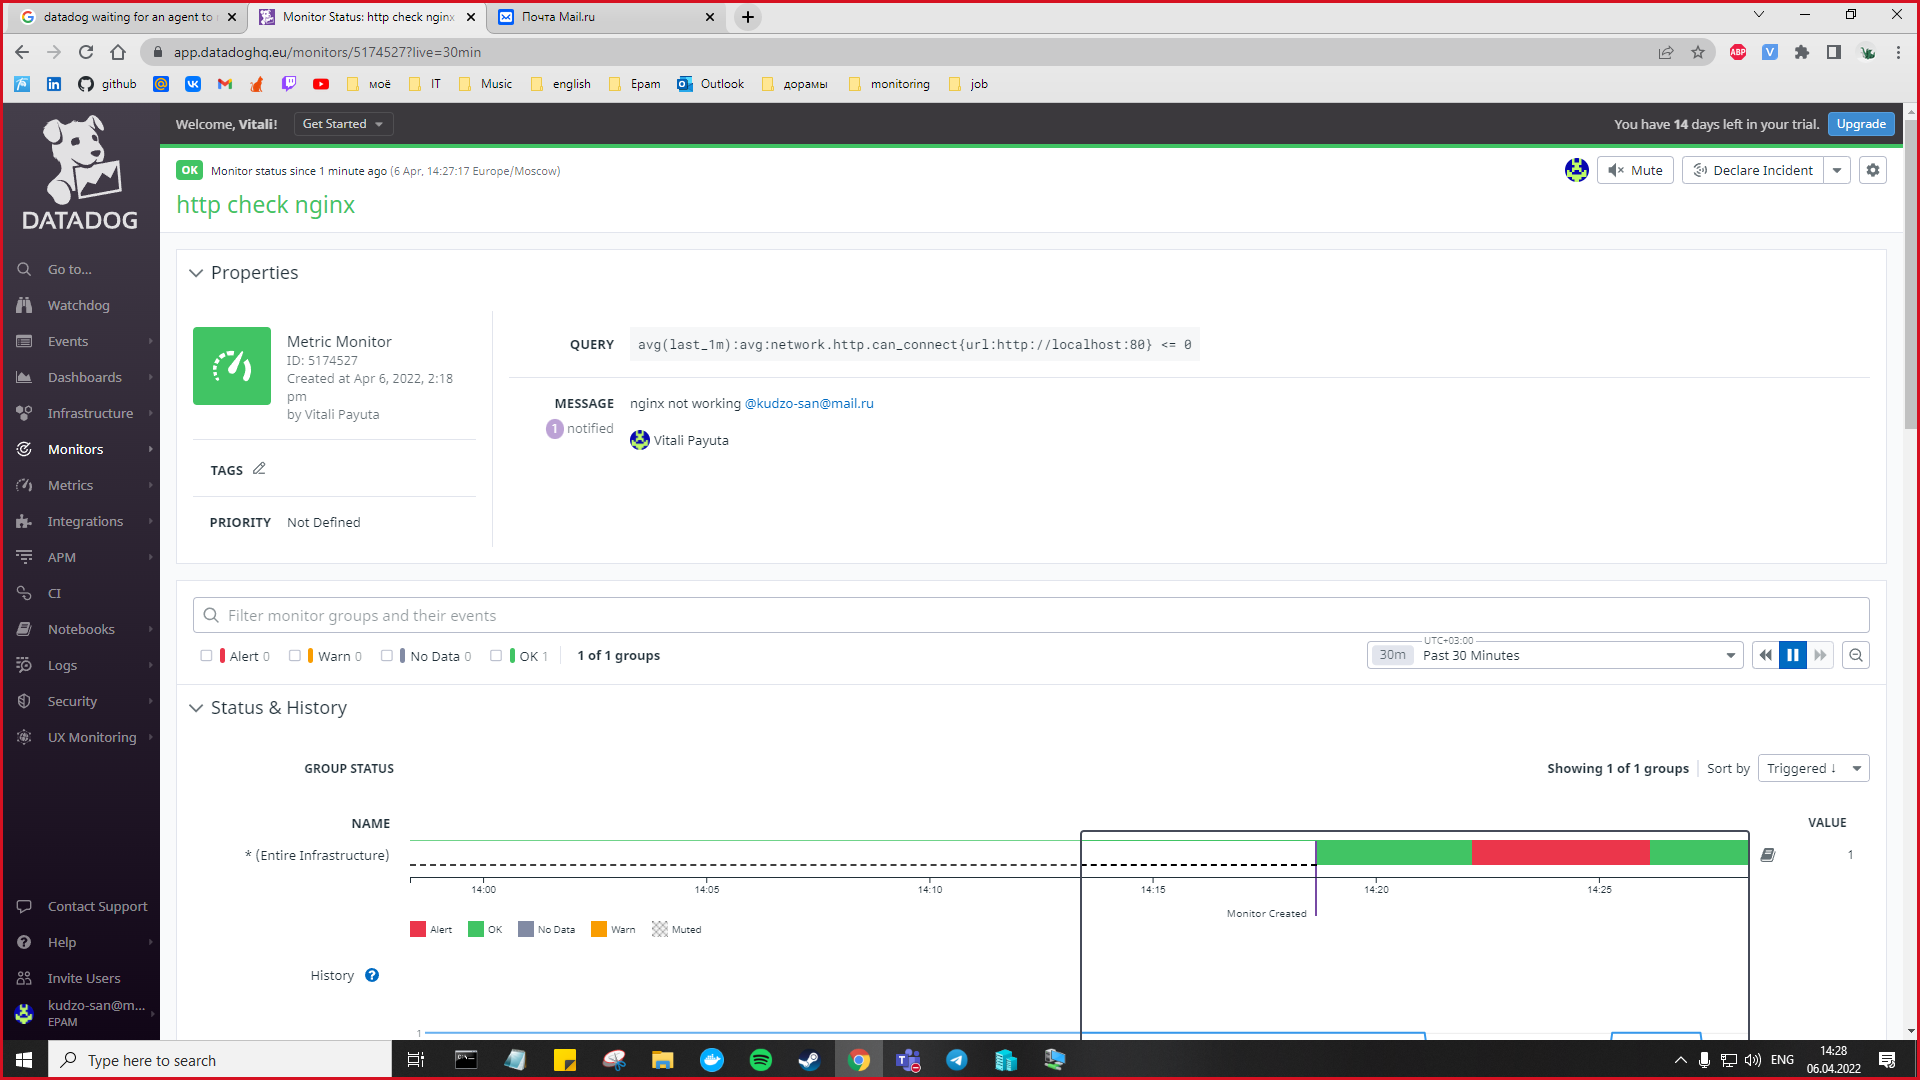 datadog waiting for an agent to
Monitor Status: http check nginx
Почта Mail.ru
app.datadoghq.eu/monitors/5174527?live=30min
ABP
V
github
моё
IT
Music
english
Epam
Outlook
дорамы
monitoring
job
DATADOG
Welcome, Vitali!
Get Started
You have 14 days left in your trial.
Upgrade
OK
Monitor status since 1 minute ago (6 Apr, 14:27:17 Europe/Moscow)
Mute
Declare Incident
http check nginx
Go to...
Watchdog
Events
Dashboards
Infrastructure
Monitors
Metrics
Integrations
APM
CI
Notebooks
Logs
Security
UX Monitoring
Contact Support
Help
Invite Users
kudzo-san@m...
EPAM
Properties
Metric Monitor
ID: 5174527
Created at Apr 6, 2022, 2:18
pm
by Vitali Payuta
TAGS
PRIORITY Not Defined
QUERY avg(last_1m):avg:network.http.can_connect{url:http://localhost:80} <= 0
MESSAGE nginx not working @kudzo-san@mail.ru
1 notified
Vitali Payuta
Filter monitor groups and their events
Alert 0
Warn 0
No Data 0
OK 1
1 of 1 groups
UTC+03:00
30m Past 30 Minutes
Status & History
GROUP STATUS
Showing 1 of 1 groups
Sort by
Triggered ↓
NAME
VALUE
* (Entire Infrastructure)
1
14:00 14:05 14:10 14:15 14:20 14:25
Monitor Created
Alert OK No Data Warn Muted
History ?
1
Type here to search
ENG
14:28
06.04.2022